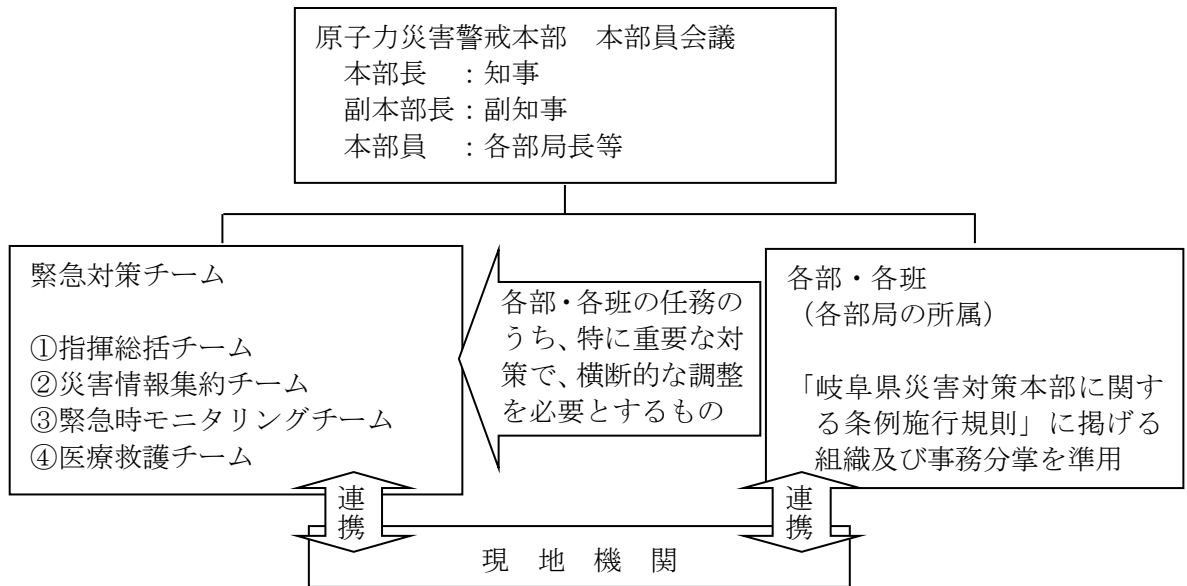 原子力災害警戒本部　本部員会議
本部長　：知事
副本部長：副知事
本部員　：各部局長等
緊急対策チーム
①指揮総括チーム
②災害情報集約チーム
③緊急時モニタリングチーム
④医療救護チーム
各部・各班の任務の
うち、特に重要な対
策で、横断的な調整
を必要とするもの
各部・各班
（各部局の所属）
「岐阜県災害対策本部に関す
る条例施行規則」に掲げる
組織及び事務分掌を準用
連携
連携
現　地　機　関